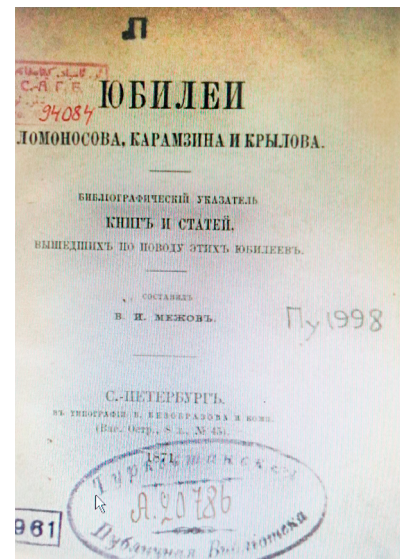 Л
С.А.Г.Б.
94084
ЮБИЛЕИ
ЛОМОНОСОВА, КАРАМЗИНА И КРЫЛОВА.
БИБЛІОГРАФИЧЕСКІЙ УКАЗАТЕЛЬ
КНИГЪ И СТАТЕЙ,
ВЫШЕДШИХЪ ПО ПОВОДУ ЭТИХЪ ЮБИЛЕЕВЪ.
СОСТАВИЛЪ
В. И. МЕЖОВЪ.
Пу 1998
С.-ПЕТЕРБУРГЪ.
ВЪ ТИПОГРАФІИ В. БЕЗОБРАЗОВА И КОМП.
(Вас. Остр., 8 л., № 45).
1871
Туркестанская
А.20786
Публичная Библиотека
961